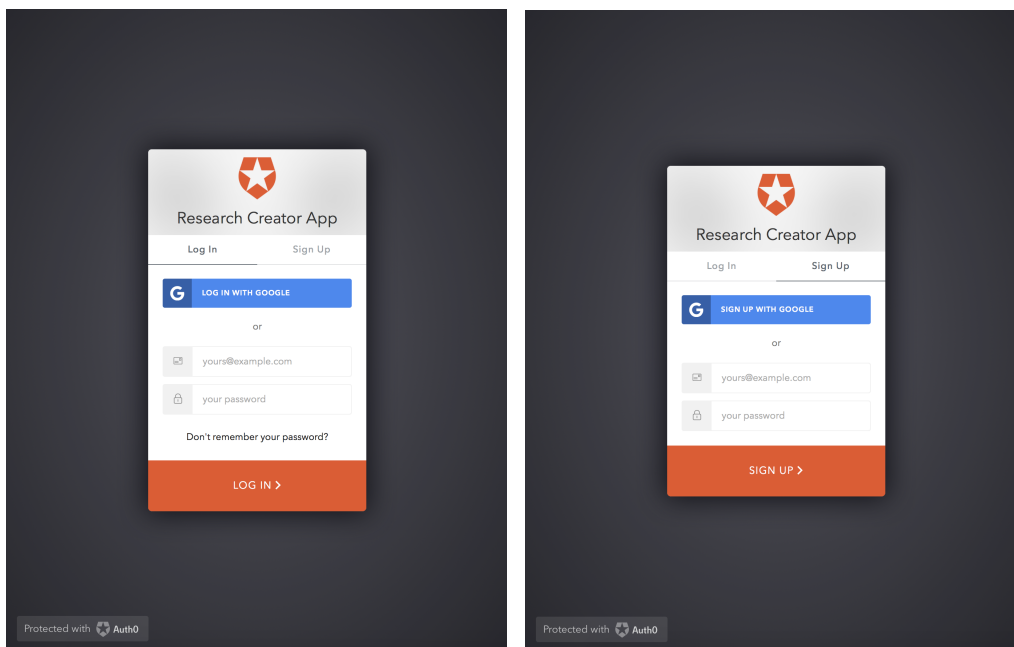 Research Creator App
Log In Sign Up
LOG IN WITH GOOGLE
or
yours@example.com
your password
Don't remember your password?
LOG IN
Protected with Auth0
Research Creator App
Log In Sign Up
SIGN UP WITH GOOGLE
or
yours@example.com
your password
SIGN UP
Protected with Auth0